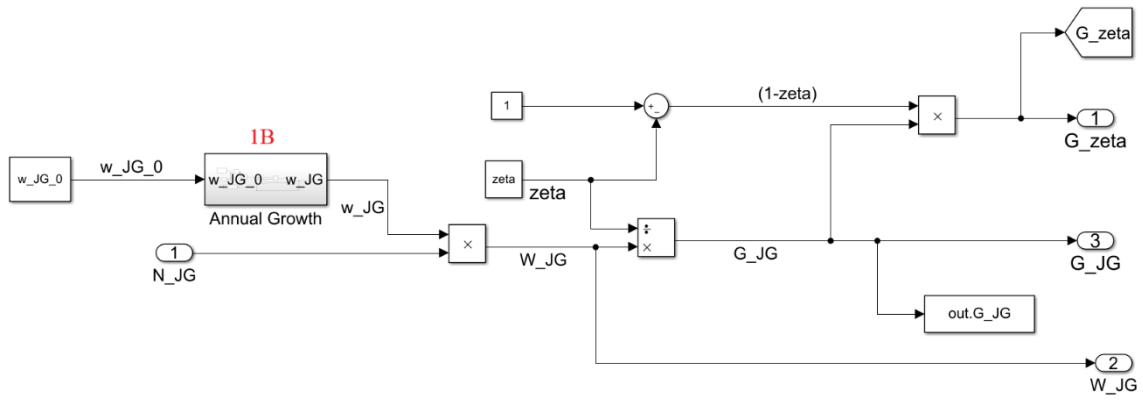 G_zeta
1
+
−
(1-zeta)
×
1
G_zeta
1B
w_JG_0
w_JG_0
w_JG_0
w_JG
Annual Growth
w_JG
zeta
zeta
1
N_JG
×
W_JG
÷
×
G_JG
3
G_JG
out.G_JG
2
W_JG